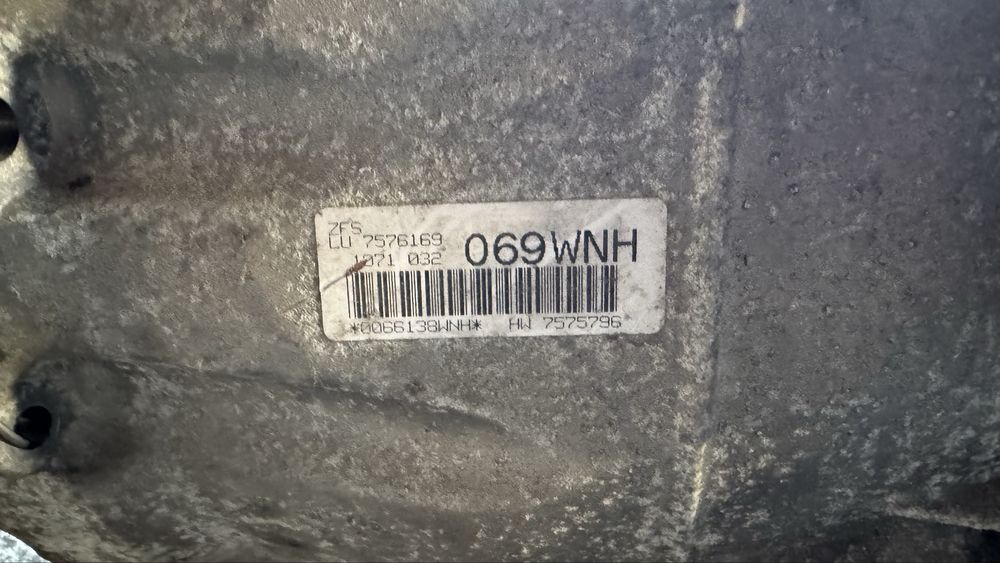 ZFS
LU 7576169
1071 032
069WNH
*0066138WNH* HW 7575796